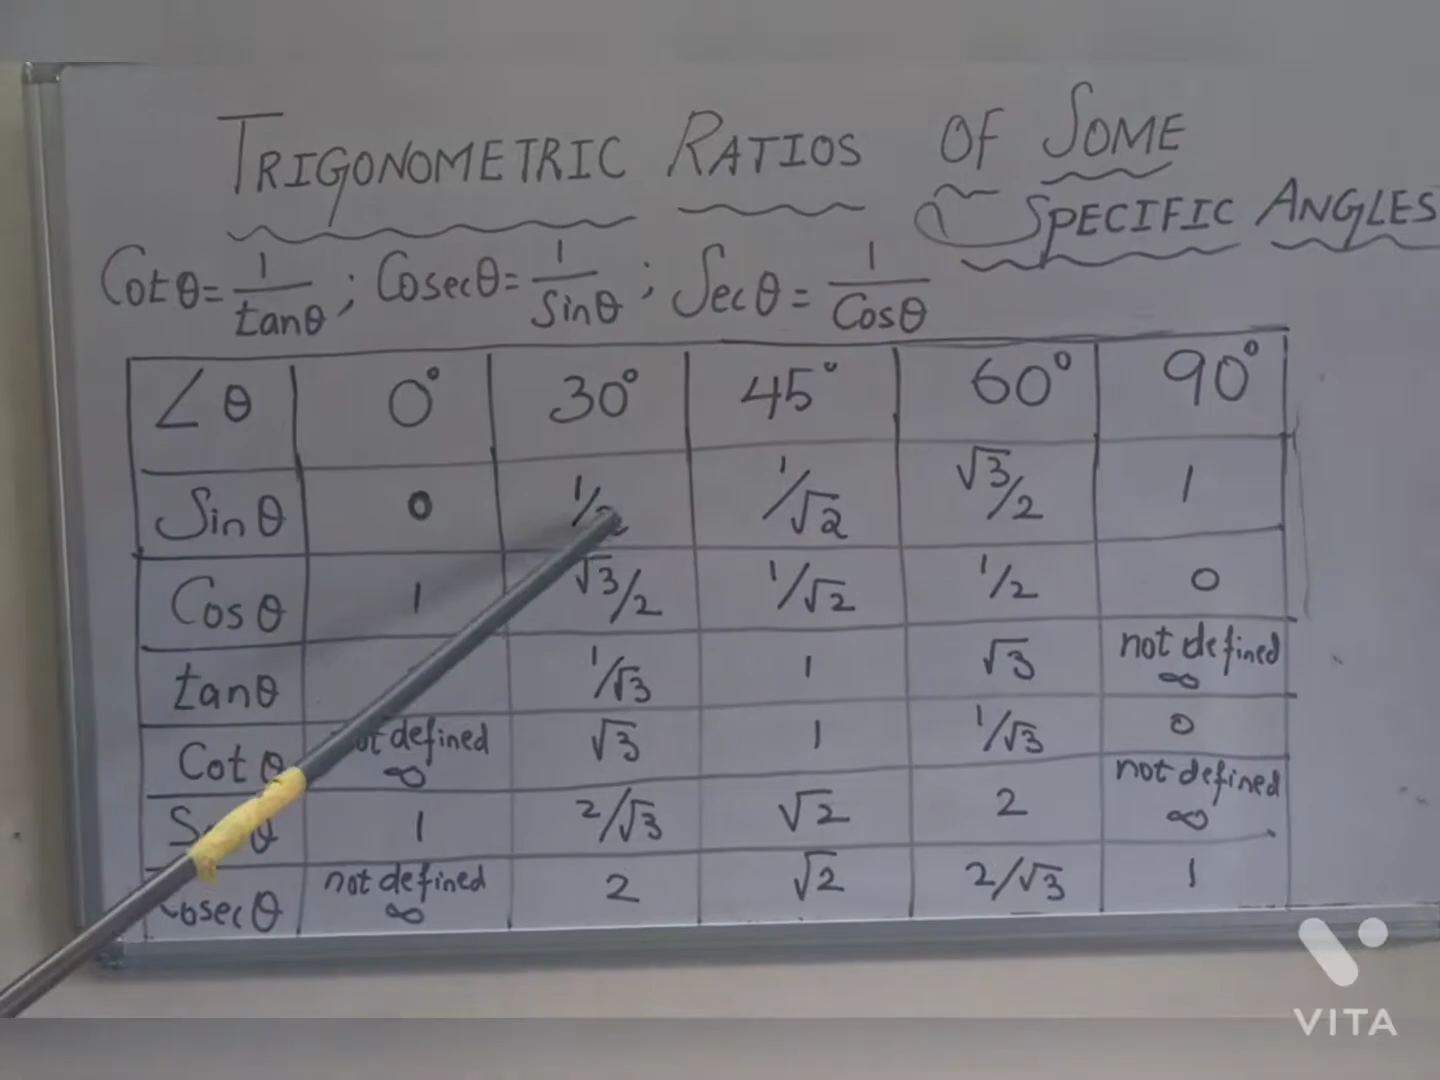 TRIGONOMETRIC RATIOS OF SOME
SPECIFIC ANGLES
Cotθ = 1/tanθ ; Cosecθ = 1/Sinθ ; Secθ = 1/Cosθ
∠θ 0° 30° 45° 60° 90°
Sinθ 0 1/2 1/√2 √3/2 1
Cosθ 1 √3/2 1/√2 1/2 0
tanθ 1/√3 1 √3 not defined ∞
Cot θ defined ∞ √3 1 1/√3 0
1 2/√3 √2 2 not defined ∞
not defined ∞ 2 √2 2/√3 1
VITA